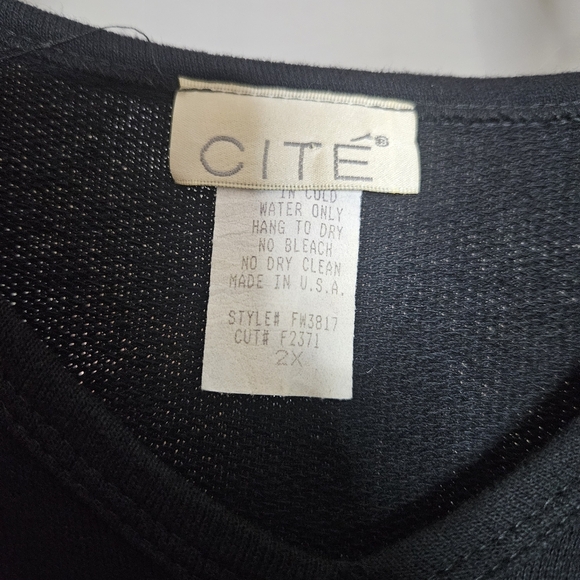 CITÉ®
IN COLD
WATER ONLY
HANG TO DRY
NO BLEACH
NO DRY CLEAN
MADE IN U.S.A.
STYLE# FW3817
CUT# F2371
2X